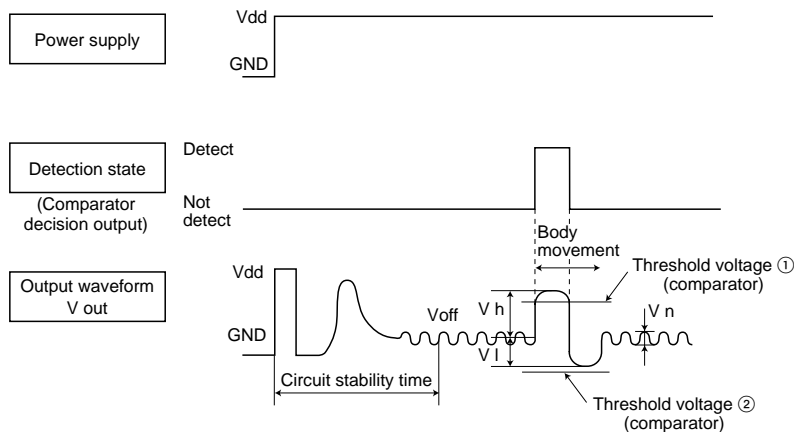 Power supply
Vdd
GND
Detection state
(Comparator
decision output)
Detect
Not
detect
Body
movement
Output waveform
V out
Vdd
GND
Voff
V h
V l
Threshold voltage ①
(comparator)
V n
Circuit stability time
Threshold voltage ②
(comparator)